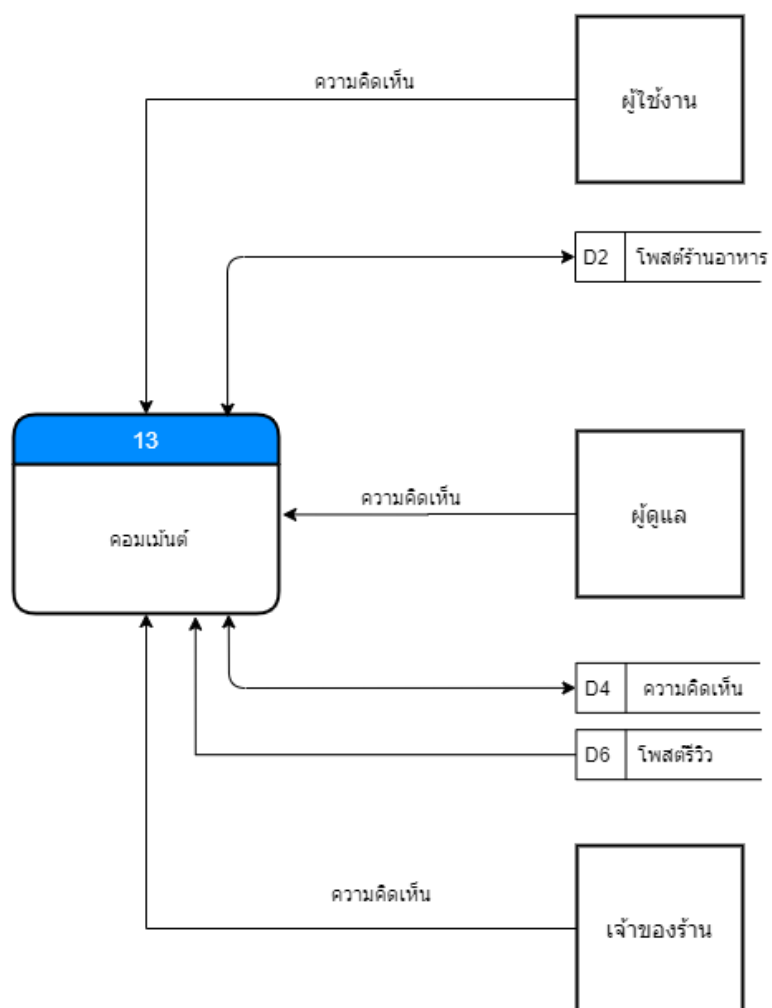 ความคิดเห็น
ผู้ใช้งาน
D2 โพสต์ร้านอาหาร
13
ความคิดเห็น
ผู้ดูแล
คอมเม้นต์
D4 ความคิดเห็น
D6 โพสต์รีวิว
ความคิดเห็น
เจ้าของร้าน